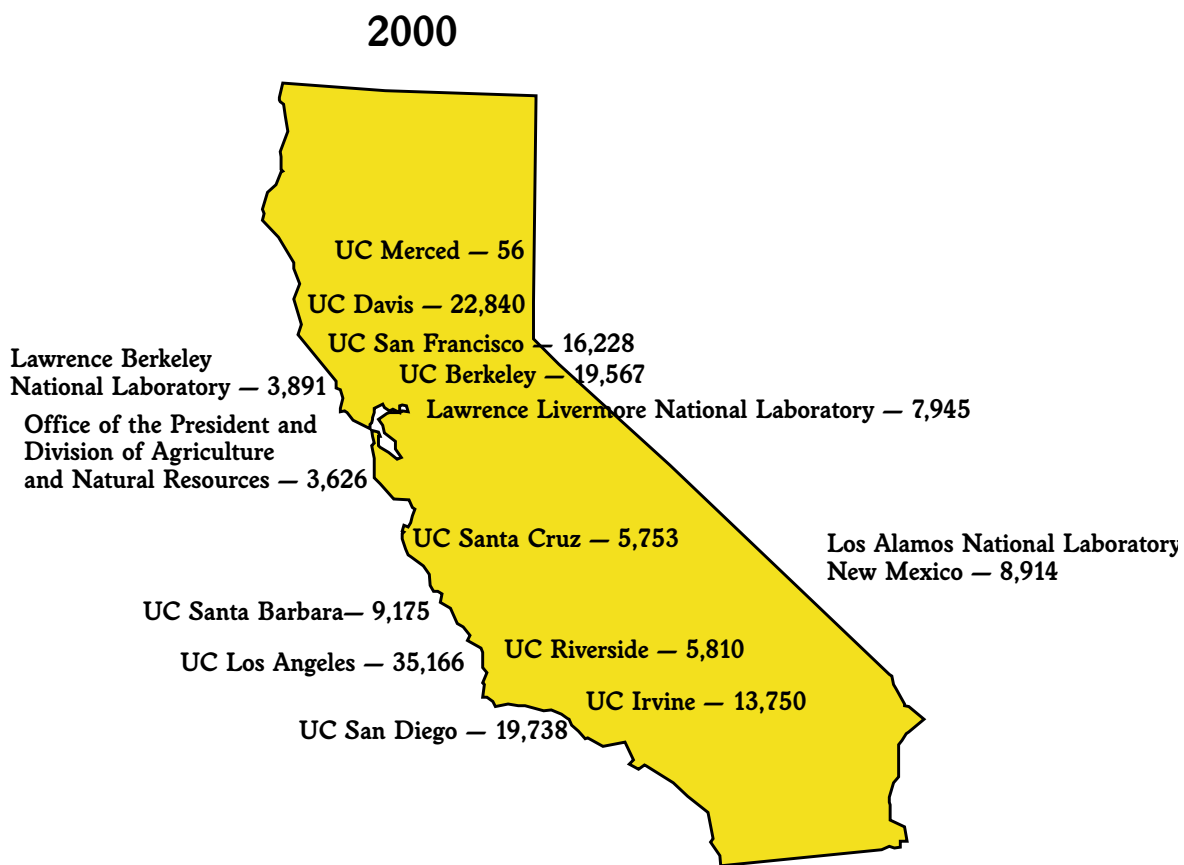 2000
UC Merced — 56
UC Davis — 22,840
UC San Francisco — 16,228
Lawrence Berkeley
National Laboratory — 3,891
UC Berkeley — 19,567
Lawrence Livermore National Laboratory — 7,945
Office of the President and
Division of Agriculture
and Natural Resources — 3,626
UC Santa Cruz — 5,753
Los Alamos National Laboratory
New Mexico — 8,914
UC Santa Barbara— 9,175
UC Riverside — 5,810
UC Los Angeles — 35,166
UC Irvine — 13,750
UC San Diego — 19,738